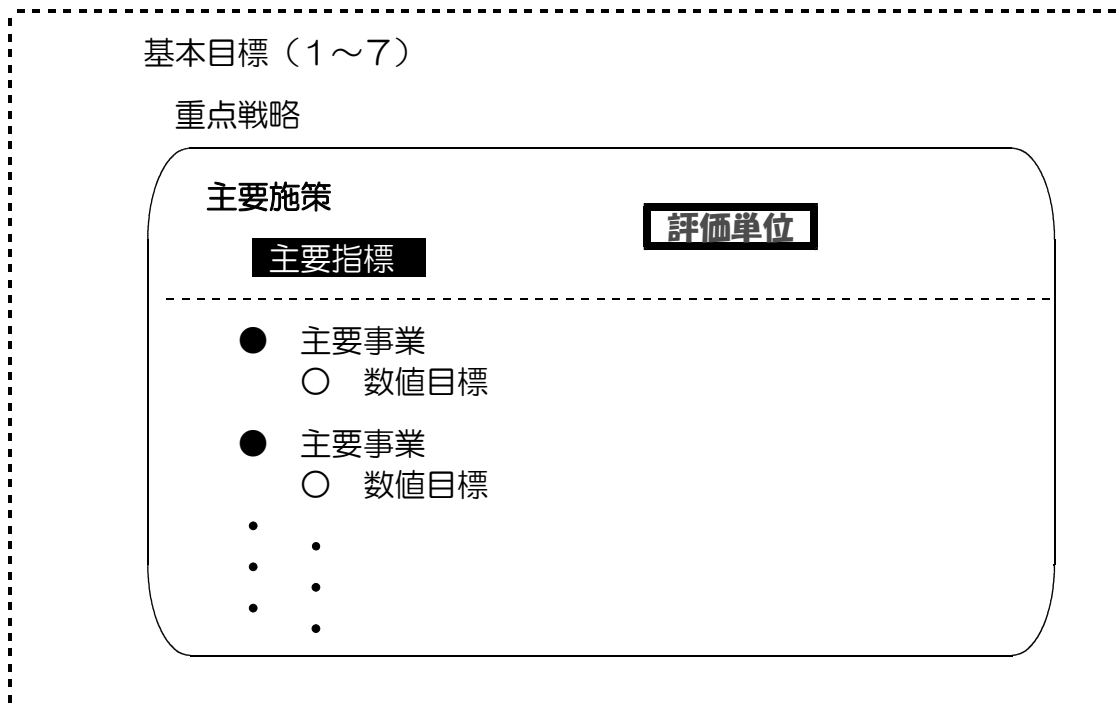 基本目標（１～７）
重点戦略
主要施策
評価単位
主要指標
●　主要事業
○　数値目標
●　主要事業
○　数値目標